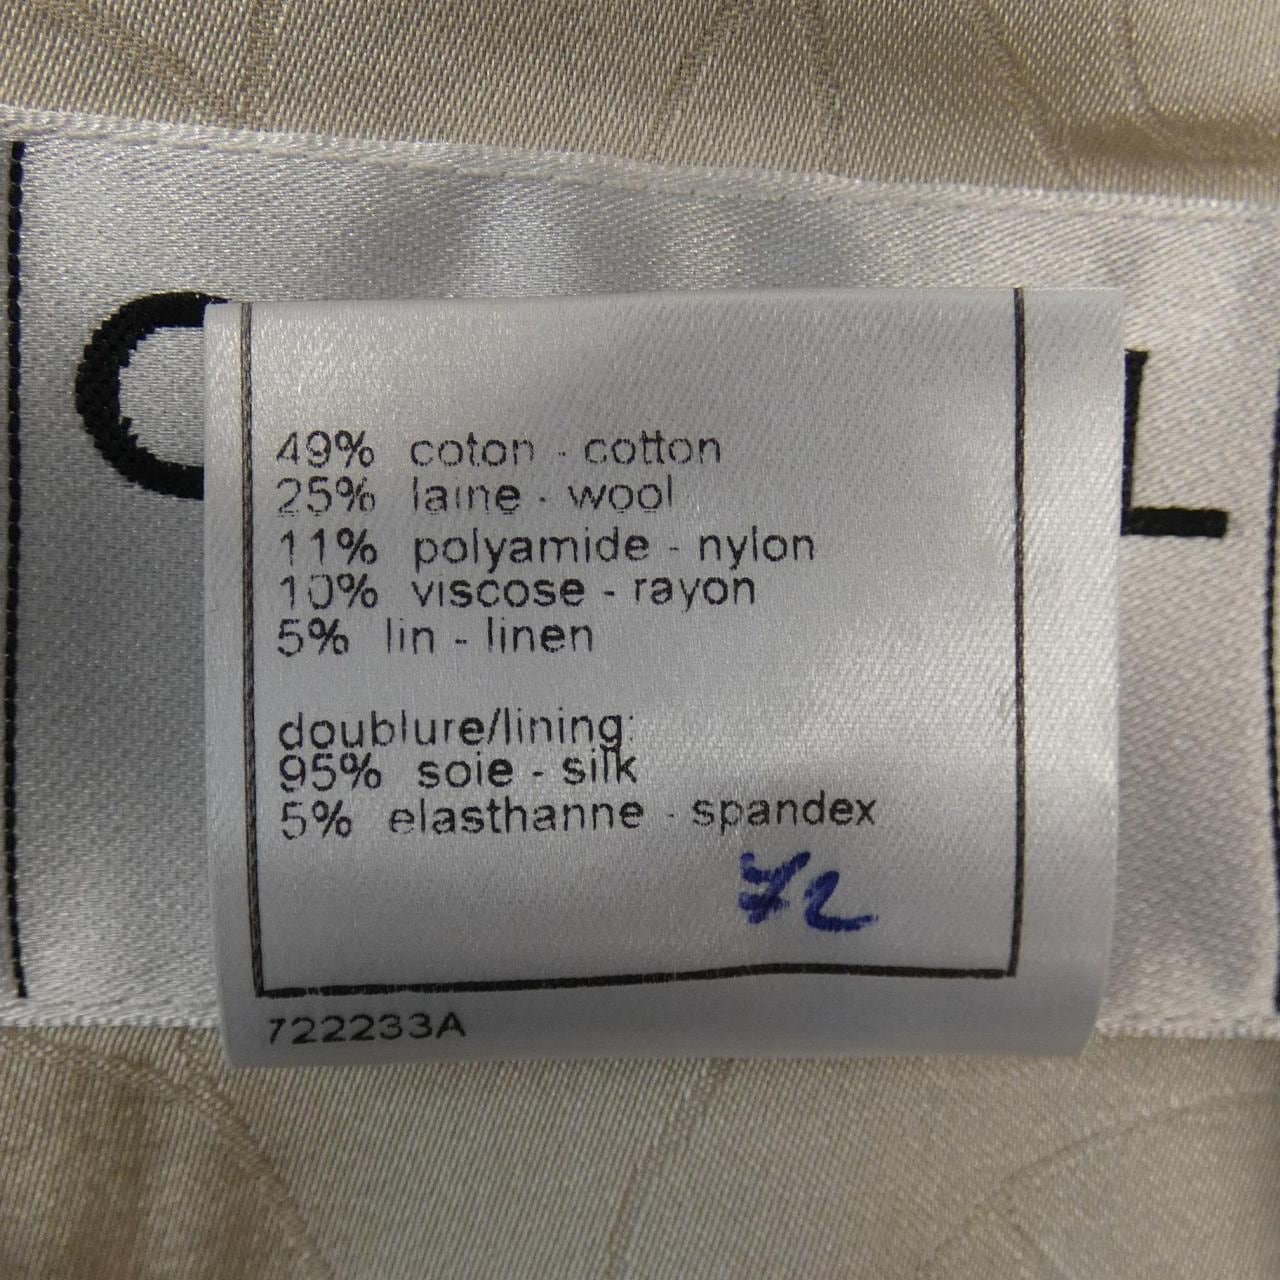 C L
49% coton - cotton
25% laine - wool
11% polyamide - nylon
10% viscose - rayon
5% lin - linen
doublure/lining:
95% soie - silk
5% elasthanne - spandex
72
722233A